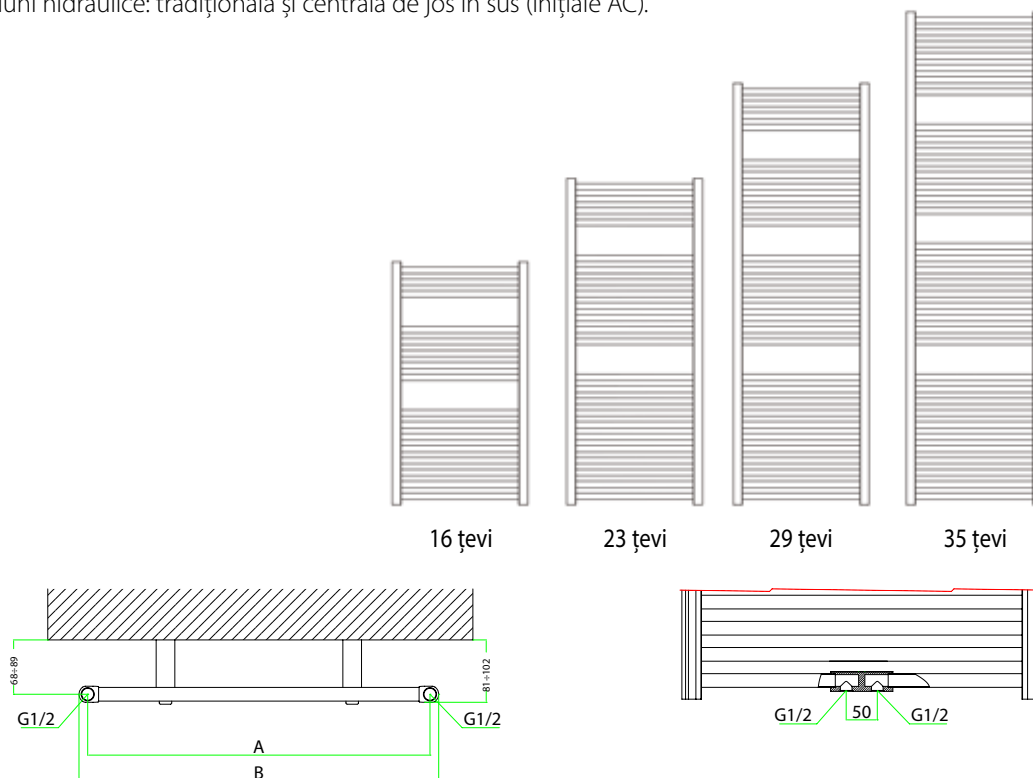 uni hidraulice: tradițională și centrală de jos în sus (inițiale AC).
16 țevi 23 țevi 29 țevi 35 țevi
68÷89
81÷102
G1/2 G1/2
A
B
G1/2 50 G1/2